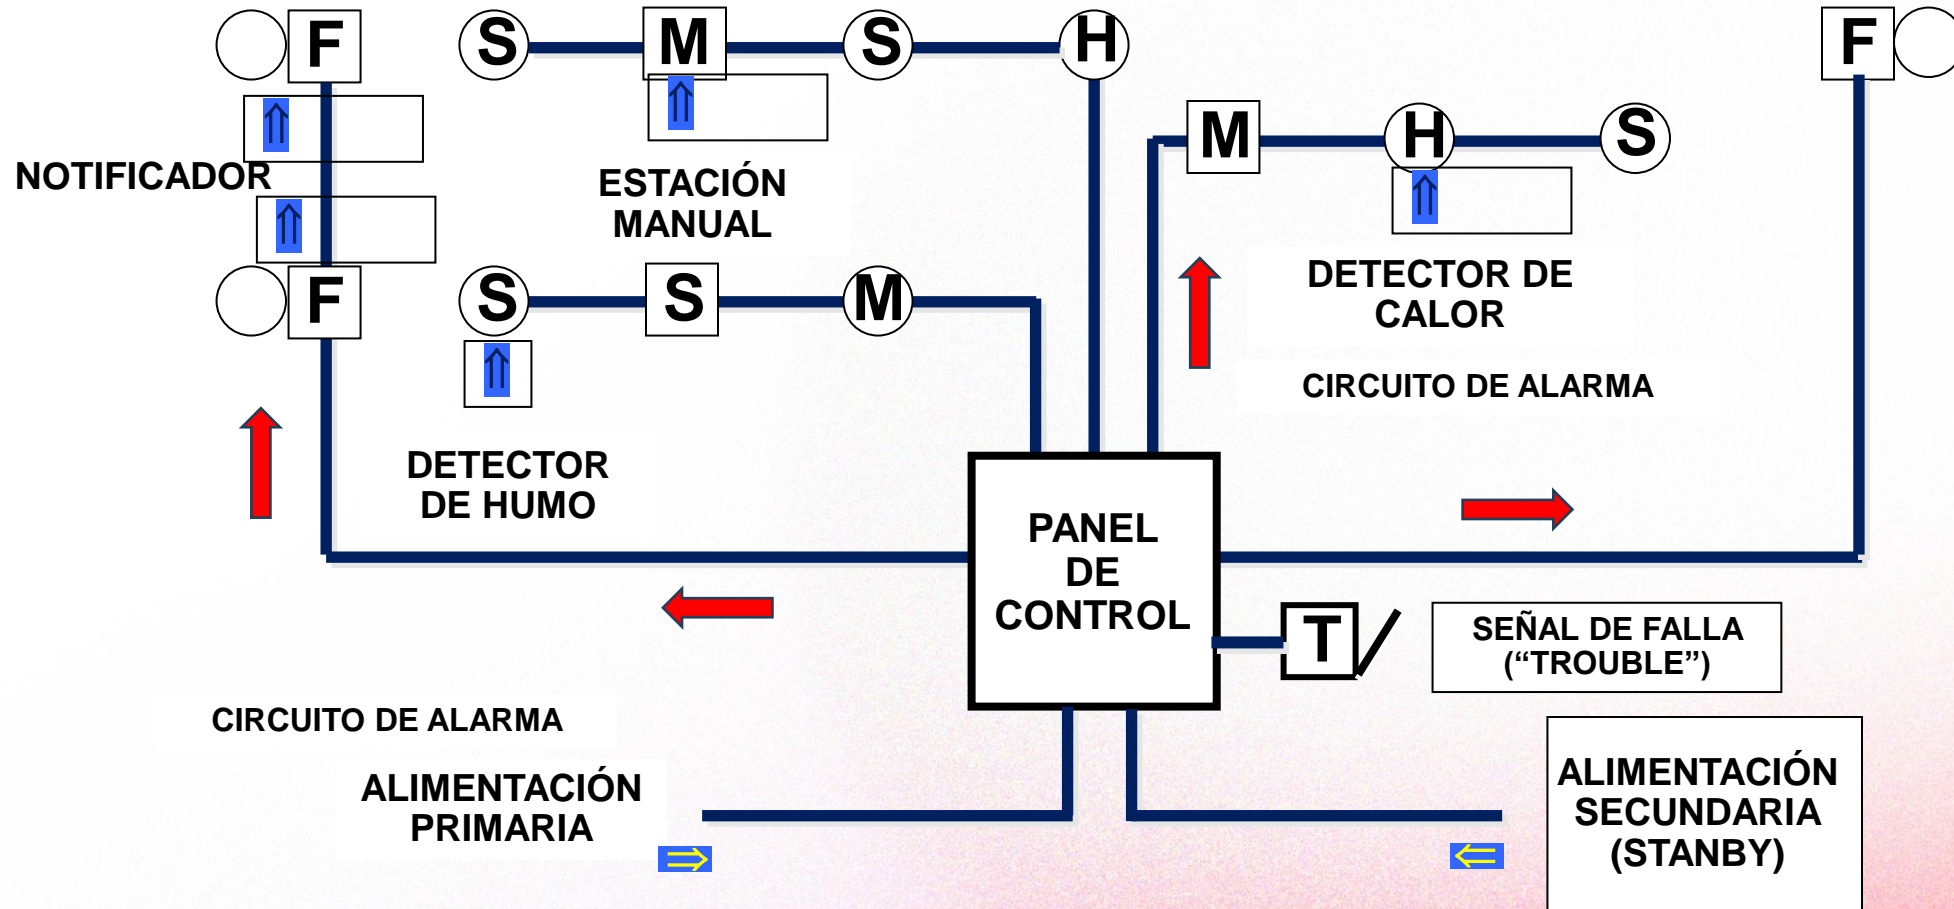 F
S
M
S
H
F
M
H
S
NOTIFICADOR
ESTACIÓN
MANUAL
F
S
S
M
DETECTOR DE
CALOR
CIRCUITO DE ALARMA
DETECTOR
DE HUMO
PANEL
DE
CONTROL
T
SEÑAL DE FALLA
(“TROUBLE”)
CIRCUITO DE ALARMA
ALIMENTACIÓN
PRIMARIA
ALIMENTACIÓN
SECUNDARIA
(STANBY)